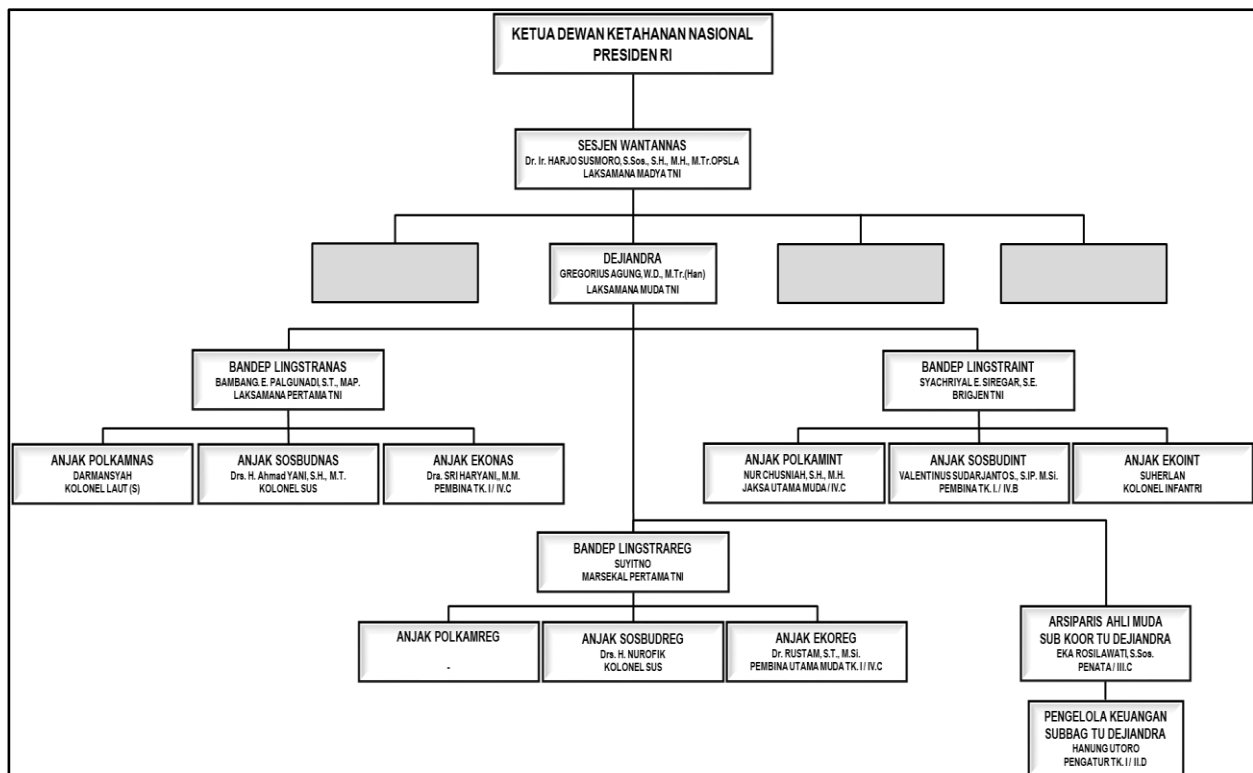 KETUA DEWAN KETAHANAN NASIONAL
PRESIDEN RI
SESJEN WANTANNAS
Dr. Ir. HARJO SUSMORO, S.Sos., S.H., M.H., M.Tr.OPSLA
LAKSAMANA MADYA TNI
DEJIANDRA
GREGORIUS AGUNG, W.D., M.Tr.(Han)
LAKSAMANA MUDA TNI
BANDEP LINGSTRANAS
BAMBANG. E. PALGUNADI, S.T., MAP.
LAKSAMANA PERTAMA TNI
BANDEP LINGSTRAINT
SYACHRIYAL E. SIREGAR, S.E.
BRIGJEN TNI
ANJAK POLKAMNAS
DARMANSYAH
KOLONEL LAUT (S)
ANJAK SOSBUDNAS
Drs. H. Ahmad YANI, S.H., M.T.
KOLONEL SUS
ANJAK EKONAS
Dra. SRI HARYANI,, M.M.
PEMBINA TK. I / IV.C
ANJAK POLKAMINT
NUR CHUSNIAH, S.H., M.H.
JAKSA UTAMA MUDA / IV.C
ANJAK SOSBUDINT
VALENTINUS SUDARJANTO S., S.IP. M.Si.
PEMBINA TK. I. / IV.B
ANJAK EKOINT
SUHERLAN
KOLONEL INFANTRI
BANDEP LINGSTRAREG
SUYITNO
MARSEKAL PERTAMA TNI
ANJAK POLKAMREG
-
ANJAK SOSBUDREG
Drs. H. NUROFIK
KOLONEL SUS
ANJAK EKOREG
Dr. RUSTAM, S.T., M.Si.
PEMBINA UTAMA MUDA TK. I / IV.C
ARSIPARIS AHLI MUDA
SUB KOOR TU DEJIANDRA
EKA ROSILAWATI, S.Sos.
PENATA / III.C
PENGELOLA KEUANGAN
SUBBAG TU DEJIANDRA
HANUNG UTORO
PENGATUR TK. I / II.D